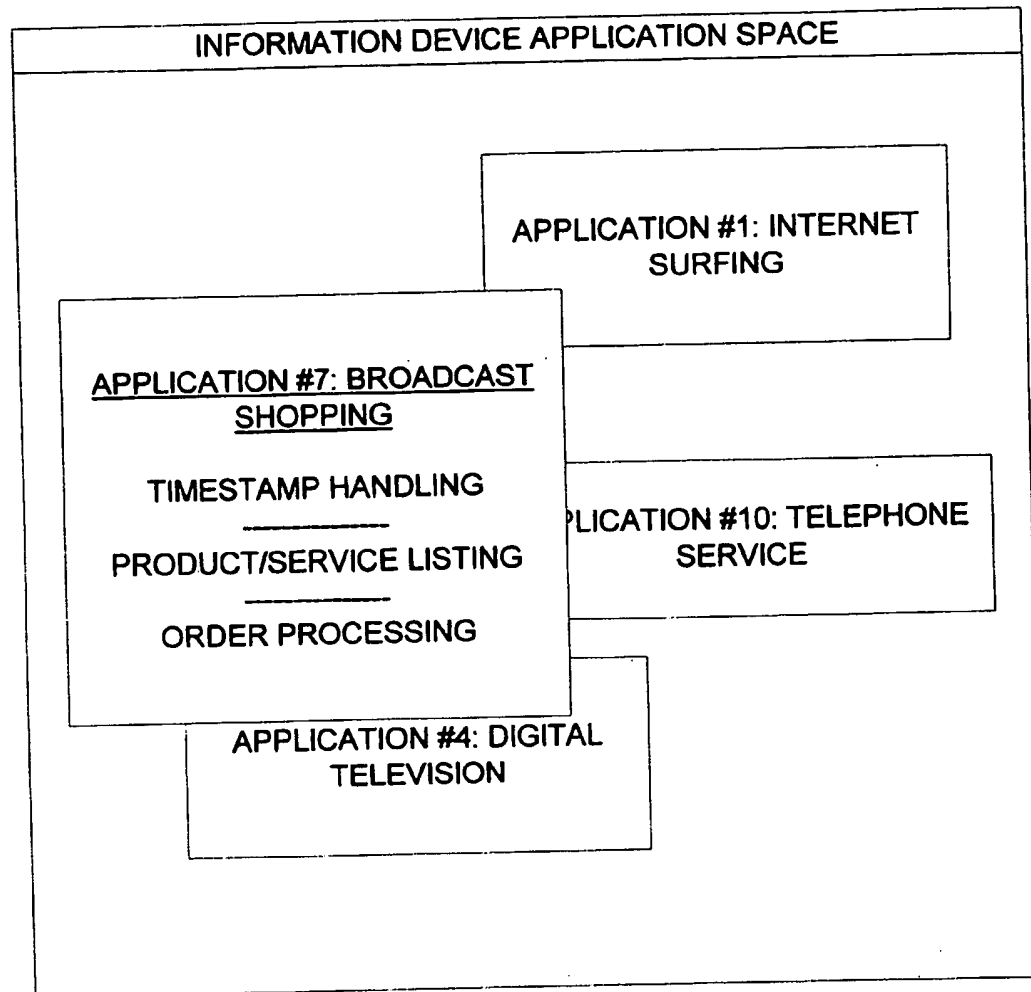 INFORMATION DEVICE APPLICATION SPACE
APPLICATION #1: INTERNET
SURFING
APPLICATION #7: BROADCAST
SHOPPING
TIMESTAMP HANDLING
PRODUCT/SERVICE LISTING
ORDER PROCESSING
PLICATION #10: TELEPHONE
SERVICE
APPLICATION #4: DIGITAL
TELEVISION